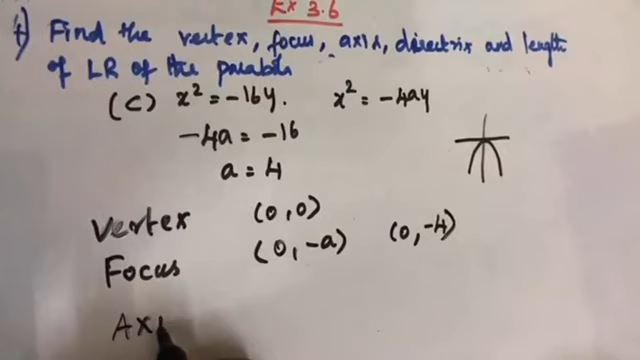 Ex 3.6
Find the vertex, focus, axis, directrix and length
of LR of the parabola
(C) x² = -16y. x² = -4ay
-4a = -16
a = 4
Vertex (0,0)
Focus (0,-a) (0,-4)
Axi